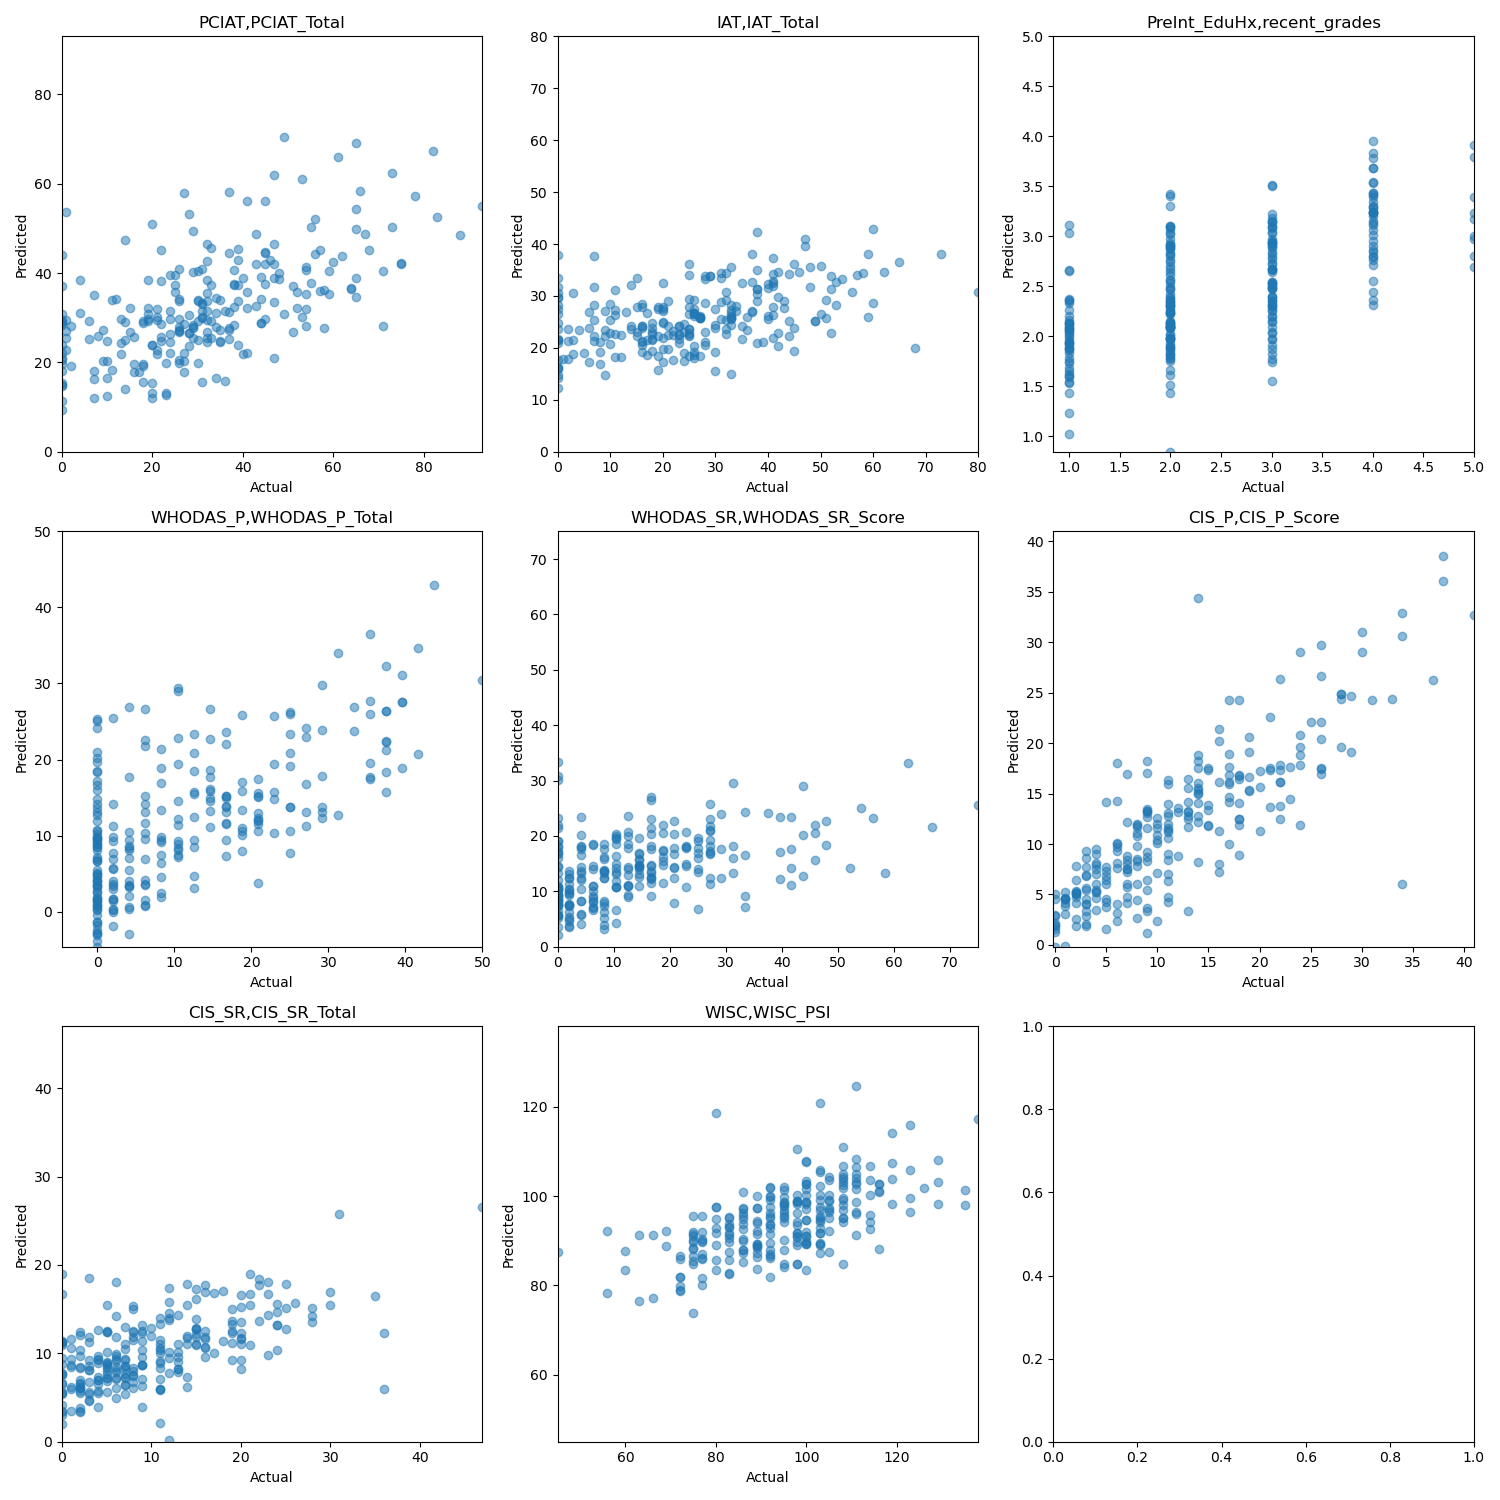 PCIAT,PCIAT_Total
IAT,IAT_Total
PreInt_EduHx,recent_grades
80
60
40
20
0
Predicted
0 20 40 60 80
Actual
80
70
60
50
40
30
20
10
0
Predicted
0 10 20 30 40 50 60 70 80
Actual
5.0
4.5
4.0
3.5
3.0
2.5
2.0
1.5
1.0
Predicted
1.0 1.5 2.0 2.5 3.0 3.5 4.0 4.5 5.0
Actual
WHODAS_P,WHODAS_P_Total
WHODAS_SR,WHODAS_SR_Score
CIS_P,CIS_P_Score
50
40
30
20
10
0
Predicted
0 10 20 30 40 50
Actual
70
60
50
40
30
20
10
0
Predicted
0 10 20 30 40 50 60 70
Actual
40
35
30
25
20
15
10
5
0
Predicted
0 5 10 15 20 25 30 35 40
Actual
CIS_SR,CIS_SR_Total
WISC,WISC_PSI
40
30
20
10
0
Predicted
0 10 20 30 40
Actual
120
100
80
60
Predicted
60 80 100 120
Actual
1.0
0.8
0.6
0.4
0.2
0.0
0.0 0.2 0.4 0.6 0.8 1.0